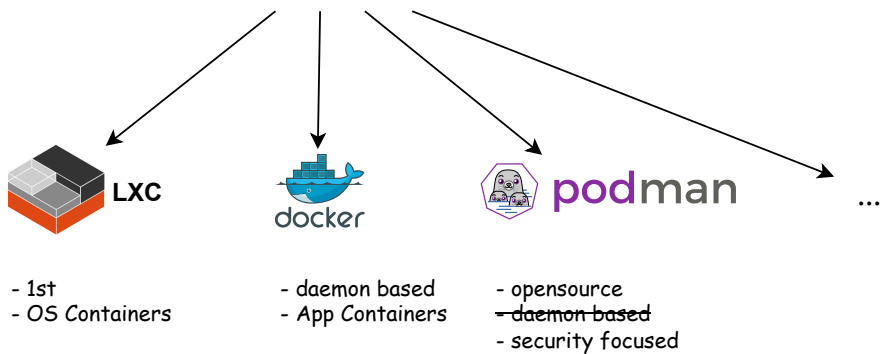 LXC
docker
podman
...
- 1st
- OS Containers
- daemon based
- App Containers
- opensource
- daemon based
- security focused